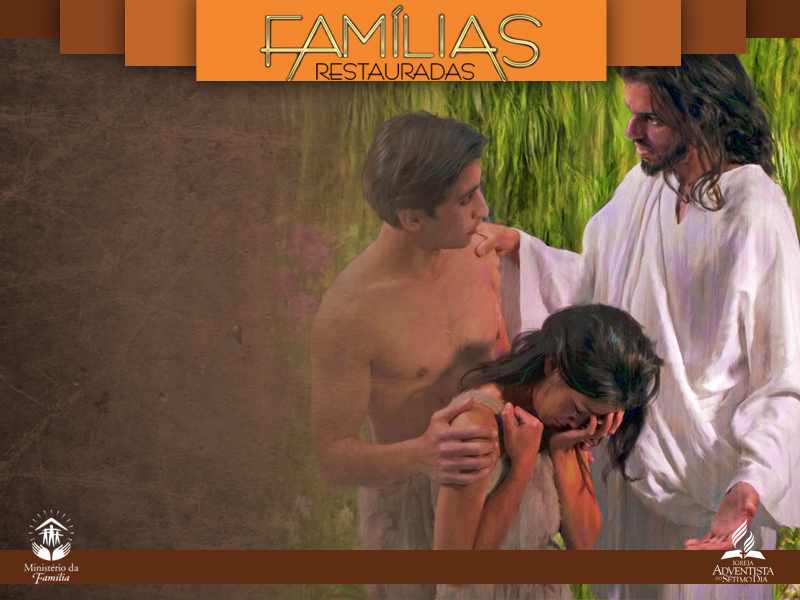 FAMÍLIAS
RESTAURADAS
Ministério da
Família
IGREJA
ADVENTISTA
DO SÉTIMO DIA